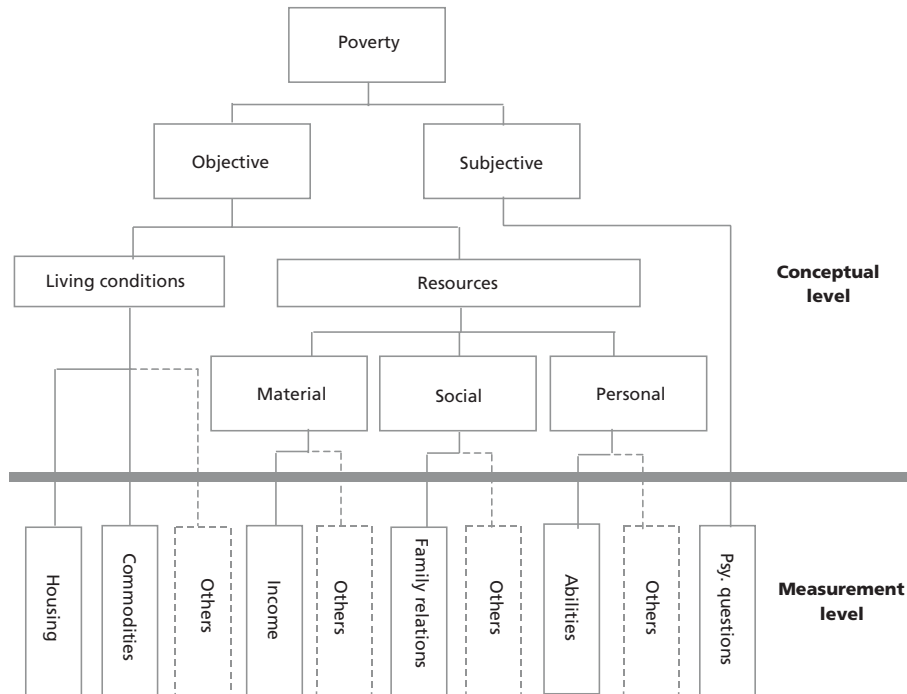 Poverty
Objective
Subjective
Living conditions
Resources
Conceptual
level
Material
Social
Personal
Housing
Commodities
Others
Income
Others
Family relations
Others
Abilities
Others
Psy. questions
Measurement
level